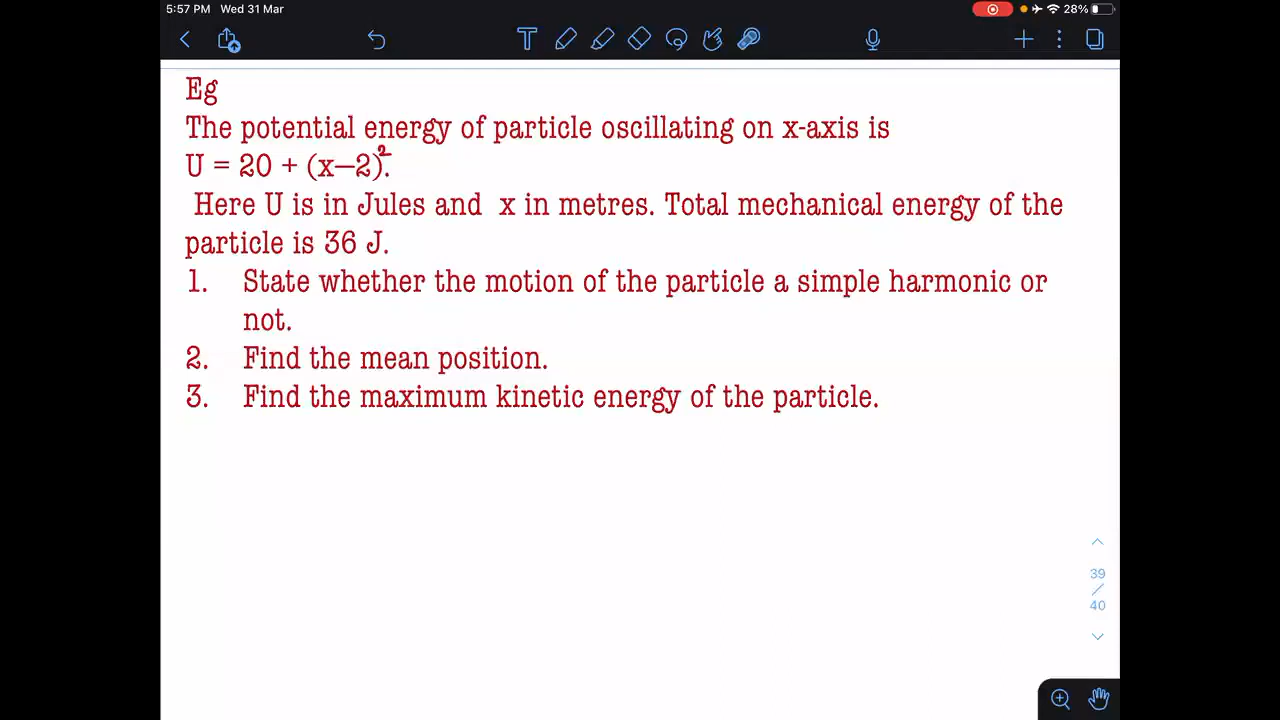 5:57 PM Wed 31 Mar
28%
T
Eg
The potential energy of particle oscillating on x-axis is
U = 20 + (x–2)².
Here U is in Jules and x in metres. Total mechanical energy of the
particle is 36 J.
1. State whether the motion of the particle a simple harmonic or
not.
2. Find the mean position.
3. Find the maximum kinetic energy of the particle.
39
/
40